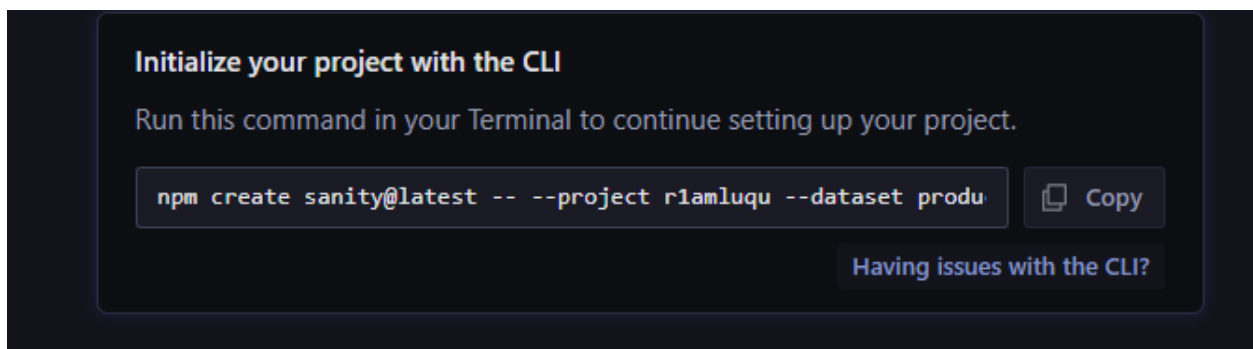 Initialize your project with the CLI
Run this command in your Terminal to continue setting up your project.
npm create sanity@latest -- --project r1amluqu --dataset produ
Copy
Having issues with the CLI?